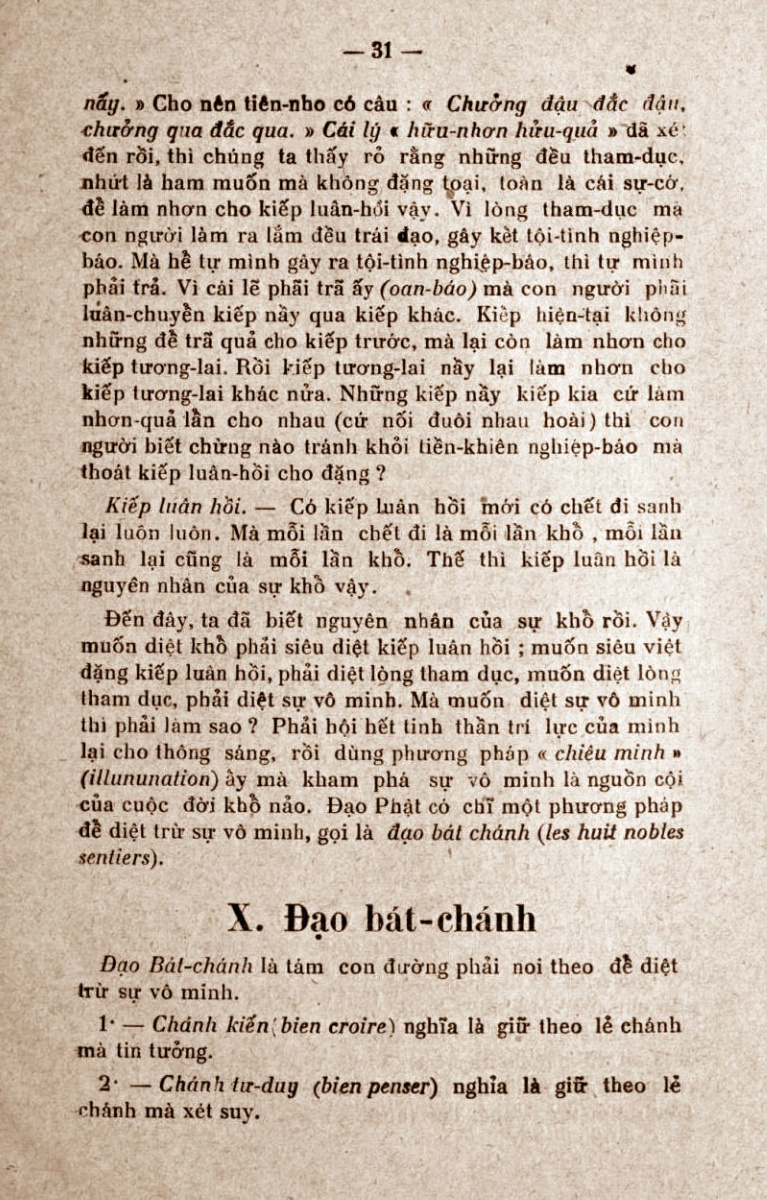 — 31 —
nẩy. » Cho nên tiên-nho có câu : « Chưởng đậu đắc đậu,
chưởng qua đắc qua. » Cái lý « hữu-nhơn hửu-quả » đã xét
đến rồi, thì chúng ta thấy rỏ rằng những đều tham-dục,
nhứt là ham muốn mà không đặng toại, toàn là cái sự-cớ,
để làm nhơn cho kiếp luân-hồi vậy. Vì lòng tham-dục mà
con người làm ra lắm đều trái đạo, gây kết tội-tình nghiệp-
báo. Mà hễ tự mình gây ra tội-tình nghiệp-báo, thì tự mình
phải trả. Vì cái lẽ phãi trã ấy (oan-báo) mà con người phãi
luân-chuyển kiếp nầy qua kiếp khác. Kiếp hiện-tại không
những để trã quả cho kiếp trước, mà lại còn làm nhơn cho
kiếp tương-lai. Rồi kiếp tương-lai nầy lại làm nhơn cho
kiếp tương-lai khác nửa. Những kiếp nầy kiếp kia cứ làm
nhơn-quả lẫn cho nhau (cứ nối đuôi nhau hoài) thì con
người biết chừng nào tránh khỏi tiền-khiên nghiệp-báo mà
thoát kiếp luân-hồi cho đặng ?
Kiếp luân hồi. — Có kiếp luân hồi mới có chết đi sanh
lại luôn luôn. Mà mỗi lần chết đi là mỗi lần khổ , mỗi lần
sanh lại cũng là mỗi lần khổ. Thế thì kiếp luân hồi là
nguyên nhân của sự khổ vậy.
Đến đây, ta đã biết nguyên nhân của sự khổ rồi. Vậy
muốn diệt khổ phải siêu diệt kiếp luân hồi ; muốn siêu việt
đặng kiếp luân hồi, phải diệt lòng tham dục, muốn diệt lòng
tham dục, phải diệt sự vô minh. Mà muốn diệt sự vô minh
thì phải làm sao ? Phải hội hết tinh thần trí lực của mình
lại cho thông sáng, rồi dùng phương pháp « chiêu minh »
(illununation) ấy mà kham phá sự vô minh là nguồn cội
của cuộc đời khổ nảo. Đạo Phật có chĩ một phương pháp
để diệt trừ sự vô minh, gọi là đạo bát chánh (les huit nobles
sentiers).
X. Đạo bát-chánh
Đạo Bát-chánh là tám con đường phải noi theo để diệt
trừ sự vô minh.
1· — Chánh kiến (bien croire) nghĩa là giữ theo lẻ chánh
mà tin tưởng.
2· — Chánh tư-duy (bien penser) nghĩa là giữ theo lẻ
chánh mà xét suy.